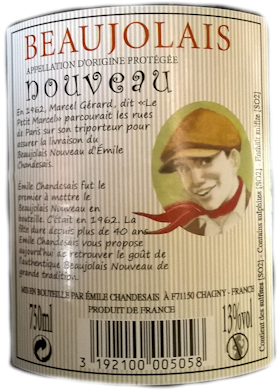 BEAUJOLAIS
APPELLATION D'ORIGINE PROTÉGÉE
nouveau
En 1962, Marcel Gérard, dit «Le
Petit Marcel» parcourait les rues
de Paris sur son triporteur pour
assurer la livraison du
Beaujolais Nouveau d'Émile
Chandesais.
Emile Chandesais fut le
premier à mettre le
Beaujolais Nouveau en
bouteille. C'était en 1962. La
fête dure depuis plus de 40 ans
Emile Chandesais vous propose
aujourd'hui de retrouver le goût de
l'authentique Beaujolais Nouveau de
grande tradition.
MIS EN BOUTEILLE PAR ÉMILE CHANDESAIS À F71150 CHAGNY - FRANCE
PRODUIT DE FRANCE
750ml
13%vol
3 192100 005058
Contient des sulfites (SO2) - Contains sulphites (SO2) - Enthält sulfite (SO2)